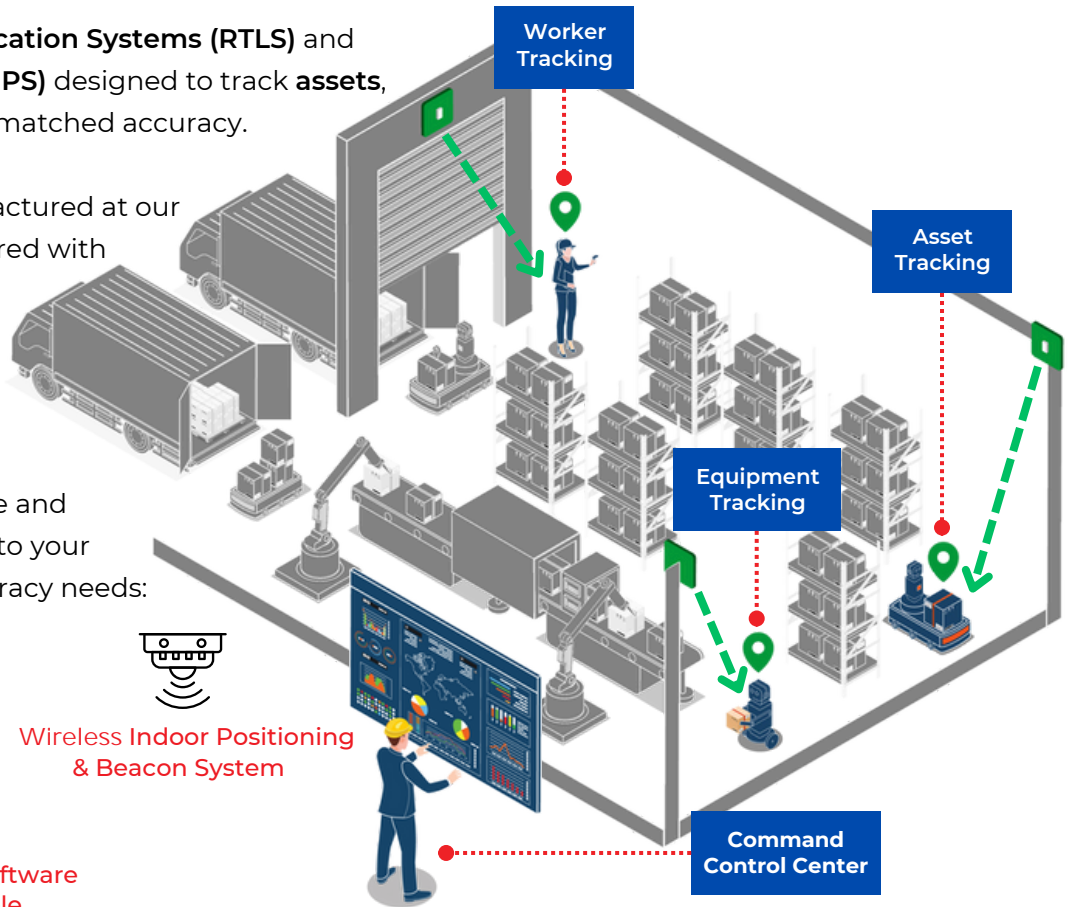 cation Systems (RTLS) and
PS) designed to track assets,
matched accuracy.
actured at our
red with
e and
to your
racy needs:
Wireless Indoor Positioning
& Beacon System
ftware
Worker
Tracking
Asset
Tracking
Equipment
Tracking
Command
Control Center